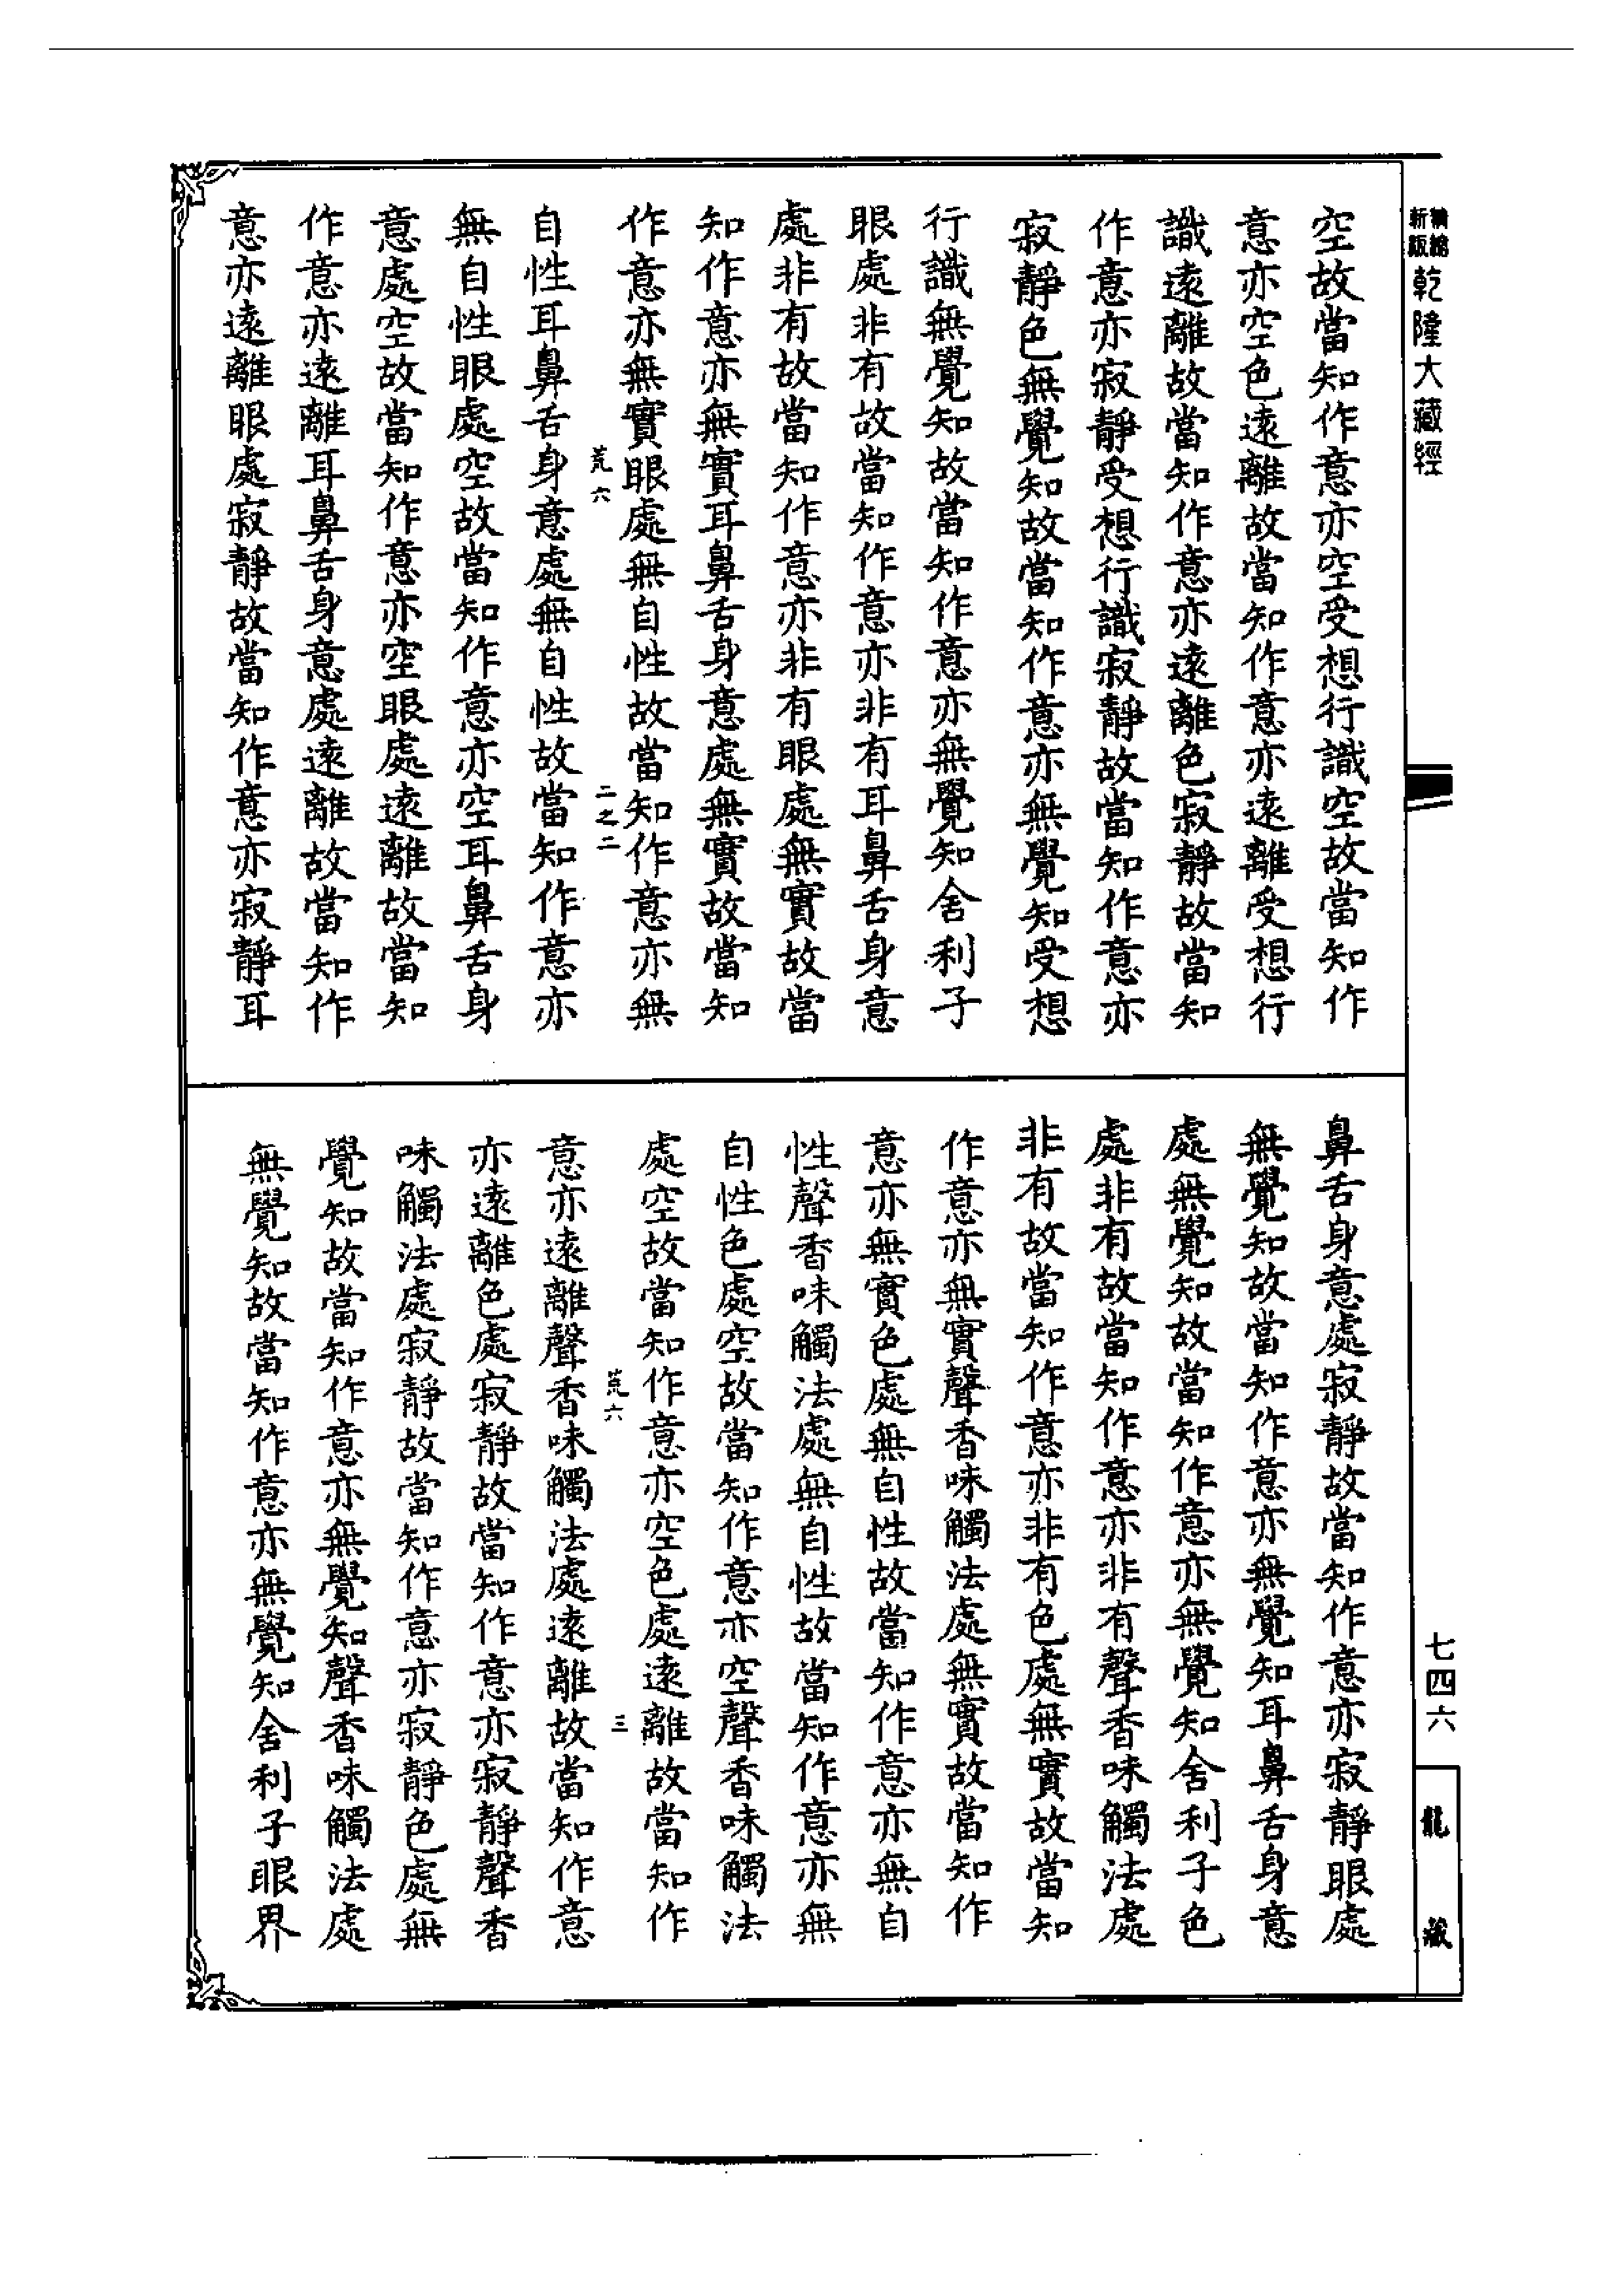 精縮新版
乾隆大藏經
空故當知作意亦空受想行識空故當知作
意亦空色遠離故當知作意亦遠離受想行
識遠離故當知作意亦遠離色寂靜故當知
作意亦寂靜受想行識寂靜故當知作意亦
寂靜色無覺知故當知作意亦無覺知受想
行識無覺知故當知作意亦無覺知舍利子
眼處非有故當知作意亦非有耳鼻舌身意
處非有故當知作意亦非有眼處無實故當
知作意亦無實耳鼻舌身意處無實故當知
作意亦無實眼處無自性故當知作意亦無
荒六 二之二
自性耳鼻舌身意處無自性故當知作意亦
無自性眼處空故當知作意亦空耳鼻舌身
意處空故當知作意亦空眼處遠離故當知
作意亦遠離耳鼻舌身意處遠離故當知作
意亦遠離眼處寂靜故當知作意亦寂靜耳
鼻舌身意處寂靜故當知作意亦寂靜眼處
無覺知故當知作意亦無覺知耳鼻舌身意
處無覺知故當知作意亦無覺知舍利子色
處非有故當知作意亦非有聲香味觸法處
非有故當知作意亦非有色處無實故當知
作意亦無實聲香味觸法處無實故當知作
意亦無實色處無自性故當知作意亦無自
性聲香味觸法處無自性故當知作意亦無
自性色處空故當知作意亦空聲香味觸法
處空故當知作意亦空色處遠離故當知作
荒六 三
意亦遠離聲香味觸法處遠離故當知作意
亦遠離色處寂靜故當知作意亦寂靜聲香
味觸法處寂靜故當知作意亦寂靜色處無
覺知故當知作意亦無覺知聲香味觸法處
無覺知故當知作意亦無覺知舍利子眼界
七四六
龍藏